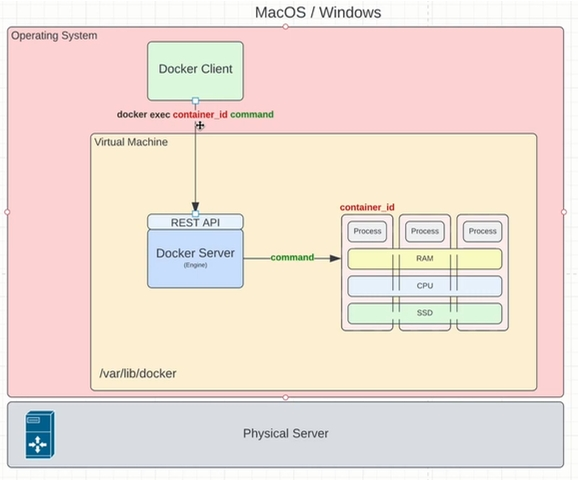 MacOS / Windows
Operating System
Docker Client
docker exec container_id command
Virtual Machine
REST API
Docker Server
(Engine)
command
container_id
Process Process Process
RAM
CPU
SSD
/var/lib/docker
Physical Server